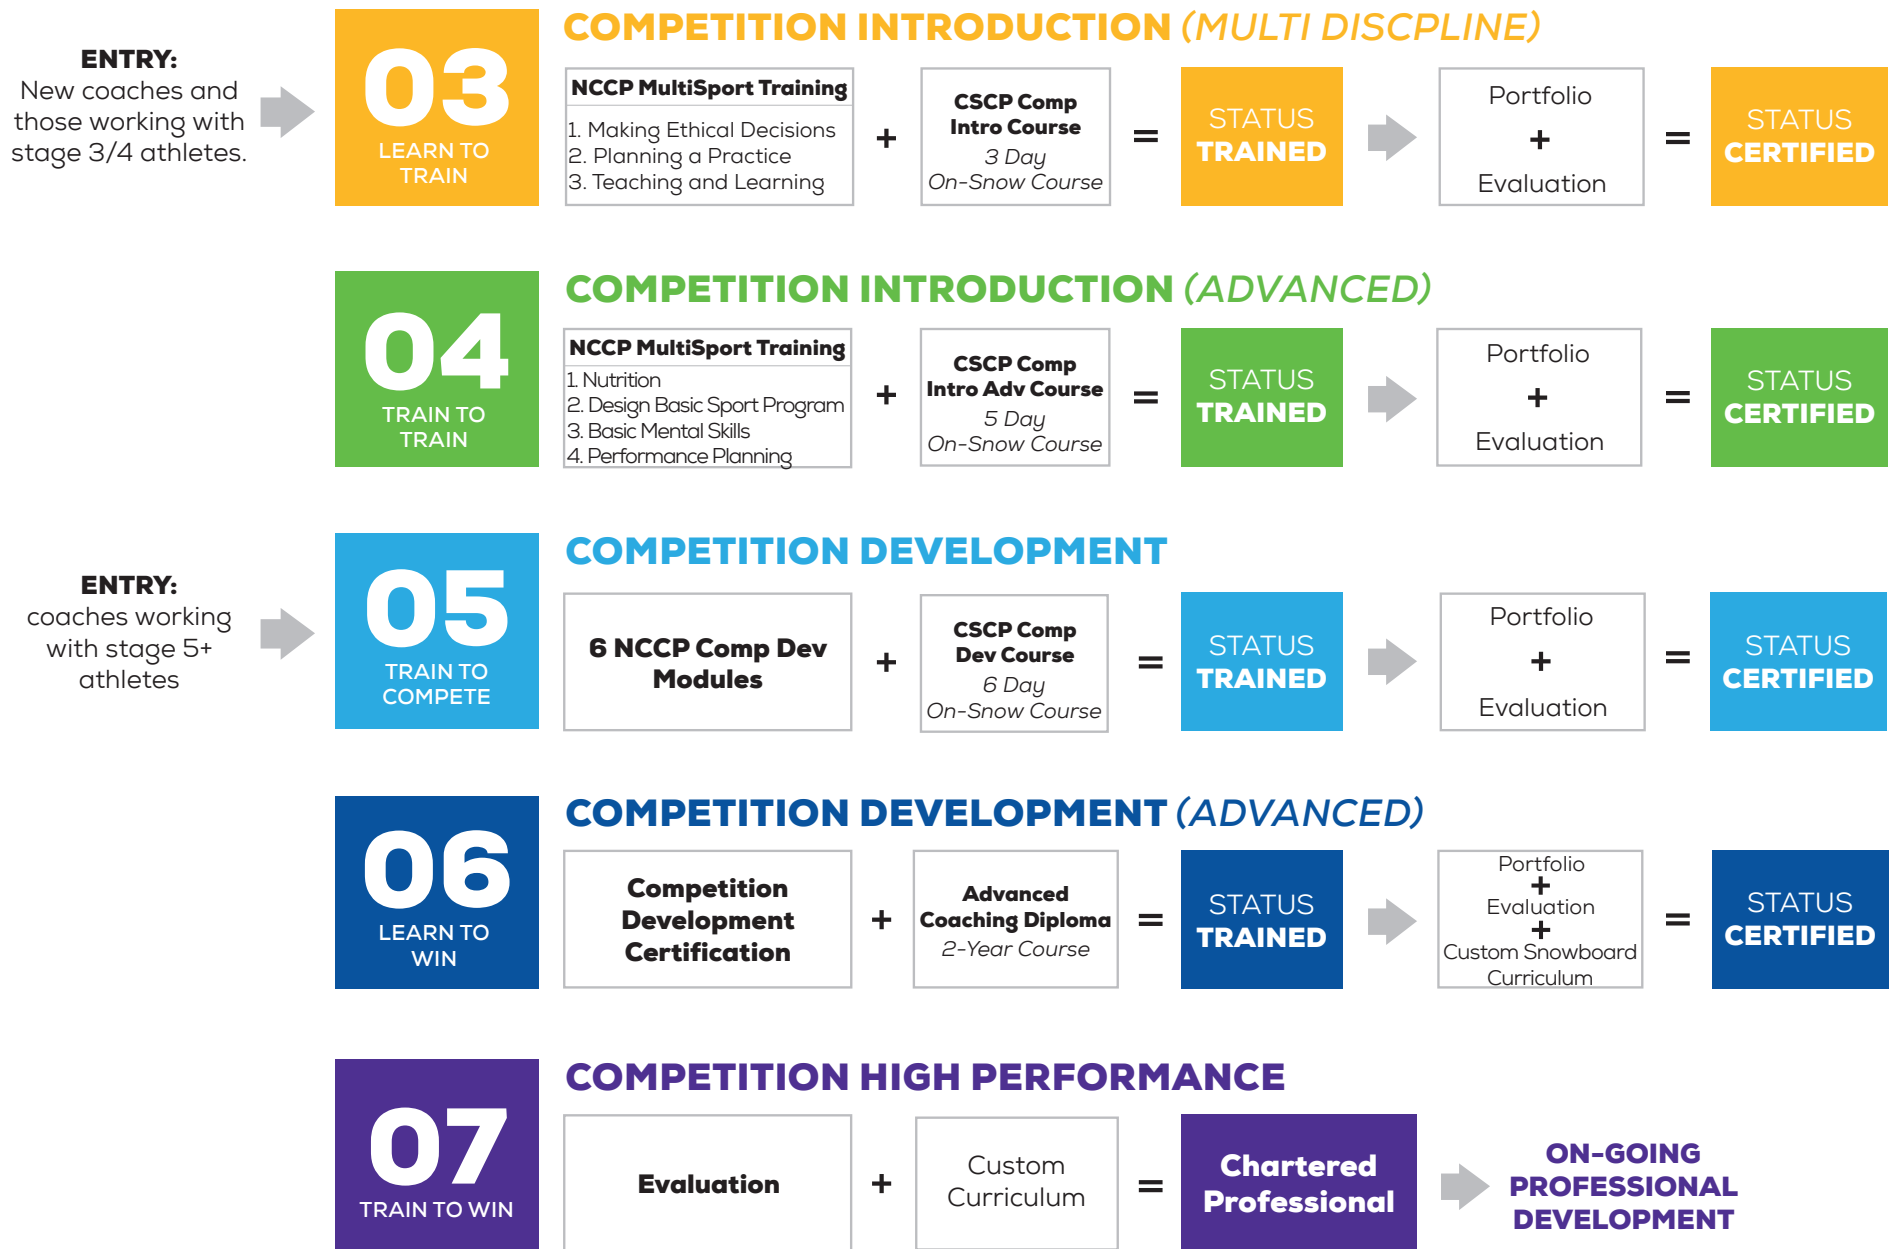 COMPETITION INTRODUCTION (MULTI DISCPLINE)
ENTRY:
New coaches and
those working with
stage 3/4 athletes.
03
LEARN TO
TRAIN
NCCP MultiSport Training
1. Making Ethical Decisions
2. Planning a Practice
3. Teaching and Learning
+
CSCP Comp
Intro Course
3 Day
On-Snow Course
=
STATUS
TRAINED
Portfolio
+
Evaluation
=
STATUS
CERTIFIED
COMPETITION INTRODUCTION (ADVANCED)
04
TRAIN TO
TRAIN
NCCP MultiSport Training
1. Nutrition
2. Design Basic Sport Program
3. Basic Mental Skills
4. Performance Planning
+
CSCP Comp
Intro Adv Course
5 Day
On-Snow Course
=
STATUS
TRAINED
Portfolio
+
Evaluation
=
STATUS
CERTIFIED
COMPETITION DEVELOPMENT
ENTRY:
coaches working
with stage 5+
athletes
05
TRAIN TO
COMPETE
6 NCCP Comp Dev
Modules
+
CSCP Comp
Dev Course
6 Day
On-Snow Course
=
STATUS
TRAINED
Portfolio
+
Evaluation
=
STATUS
CERTIFIED
COMPETITION DEVELOPMENT (ADVANCED)
06
LEARN TO
WIN
Competition
Development
Certification
+
Advanced
Coaching Diploma
2-Year Course
=
STATUS
TRAINED
Portfolio
+
Evaluation
+
Custom Snowboard
Curriculum
=
STATUS
CERTIFIED
COMPETITION HIGH PERFORMANCE
07
TRAIN TO WIN
Evaluation
+
Custom
Curriculum
=
Chartered
Professional
ON-GOING
PROFESSIONAL
DEVELOPMENT